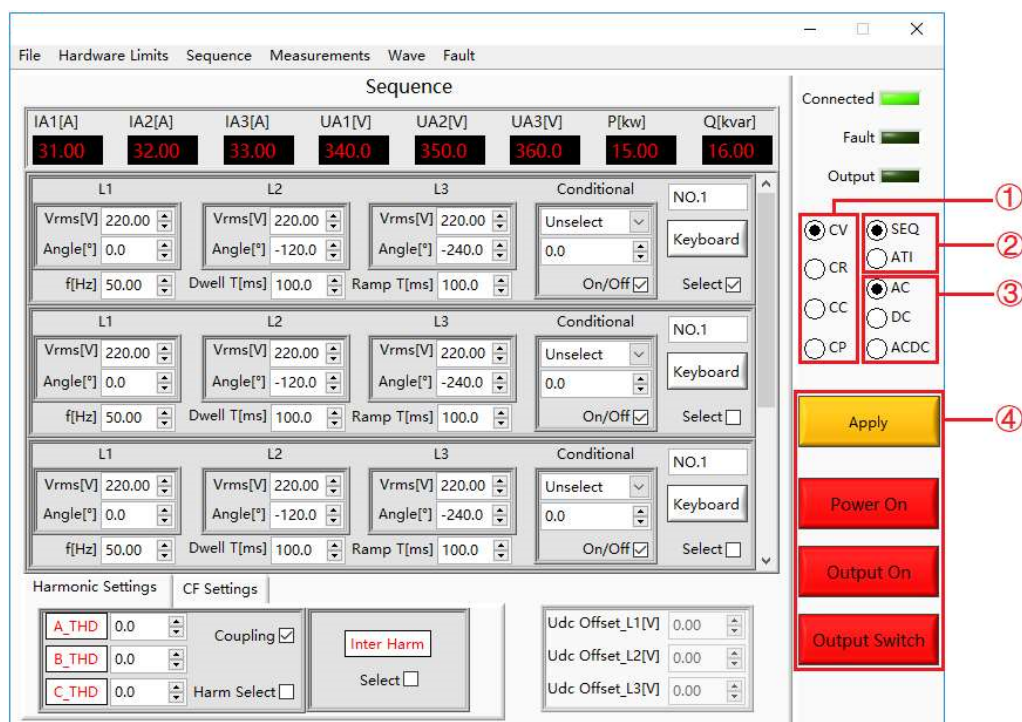 File Hardware Limits Sequence Measurements Wave Fault
Sequence
IA1[A] IA2[A] IA3[A] UA1[V] UA2[V] UA3[V] P[kw] Q[kvar]
31.00 32.00 33.00 340.0 350.0 360.0 15.00 16.00
L1 L2 L3 Conditional NO.1
Vrms[V] 220.00 Vrms[V] 220.00 Vrms[V] 220.00 Unselect
Angle[°] 0.0 Angle[°] -120.0 Angle[°] -240.0 0.0 Keyboard
f[Hz] 50.00 Dwell T[ms] 100.0 Ramp T[ms] 100.0 On/Off Select
L1 L2 L3 Conditional NO.1
Vrms[V] 220.00 Vrms[V] 220.00 Vrms[V] 220.00 Unselect
Angle[°] 0.0 Angle[°] -120.0 Angle[°] -240.0 0.0 Keyboard
f[Hz] 50.00 Dwell T[ms] 100.0 Ramp T[ms] 100.0 On/Off Select
L1 L2 L3 Conditional NO.1
Vrms[V] 220.00 Vrms[V] 220.00 Vrms[V] 220.00 Unselect
Angle[°] 0.0 Angle[°] -120.0 Angle[°] -240.0 0.0 Keyboard
f[Hz] 50.00 Dwell T[ms] 100.0 Ramp T[ms] 100.0 On/Off Select
Harmonic Settings CF Settings
A_THD 0.0 Coupling
B_THD 0.0
C_THD 0.0 Harm Select
Inter Harm
Select
Udc Offset_L1[V] 0.00
Udc Offset_L2[V] 0.00
Udc Offset_L3[V] 0.00
Connected
Fault
Output
①
CV SEQ
②
CR ATI
③
AC
CC DC
CP ACDC
④
Apply
Power On
Output On
Output Switch